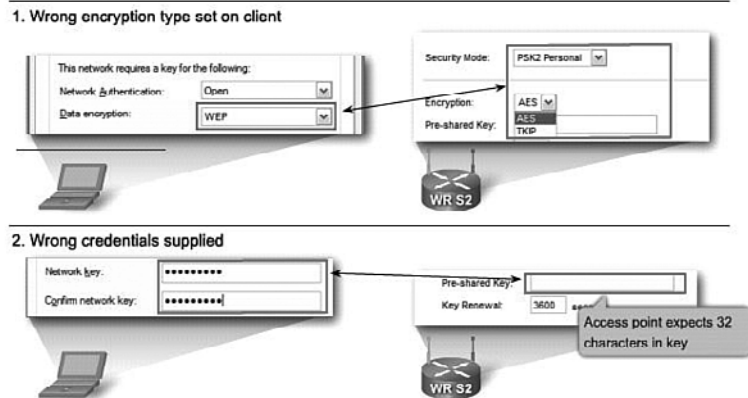 1. Wrong encryption type set on client
This network requires a key for the following:
Network Authentication: Open
Data encryption: WEP
Security Mode: PSK2 Personal
Encryption: AES
AES
Pre-shared Key:
TKIP
WR S2
2. Wrong credentials supplied
Network key: •••••••••
Confirm network key: •••••••••
Pre-shared Key:
Key Renewal: 3600
Access point expects 32
characters in key
WR S2